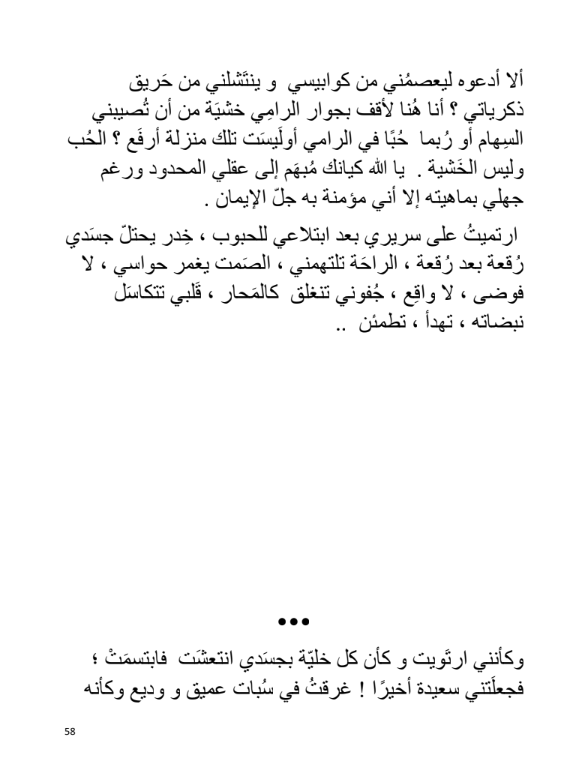 ألا أدعوه ليعصمُني من كوابيسي و ينتَشلني من حَريق
ذكرياتي ؟ أنا هُنا لأقف بجوار الرامِي خشيَة من أن تُصيبني
السِهام أو رُبما حُبًا في الرامي أولَيسَت تلك منزلة أرفَع ؟ الحُب
وليس الخَشية . يا الله كيانك مُبهَم إلى عقلي المحدود ورغم
جهلي بماهيته إلا أني مؤمنة به جلّ الإيمان .
ارتميتُ على سريري بعد ابتلاعي للحبوب ، خِدر يحتلّ جسَدي
رُقعة بعد رُقعة ، الراحَة تلتهمني ، الصَمت يغمر حواسي ، لا
فوضى ، لا واقِع ، جُفوني تنغلق كالمَحار ، قَلبي تتكاسَل
نبضاته ، تهدأ ، تطمئن ..
•••
وكأنني ارتَويت و كأن كل خليّة بجسَدي انتعشَت فابتسمَتْ ؛
فجعلَتني سعيدة أخيرًا ! غرقتُ في سُبات عميق و وديع وكأنه
58